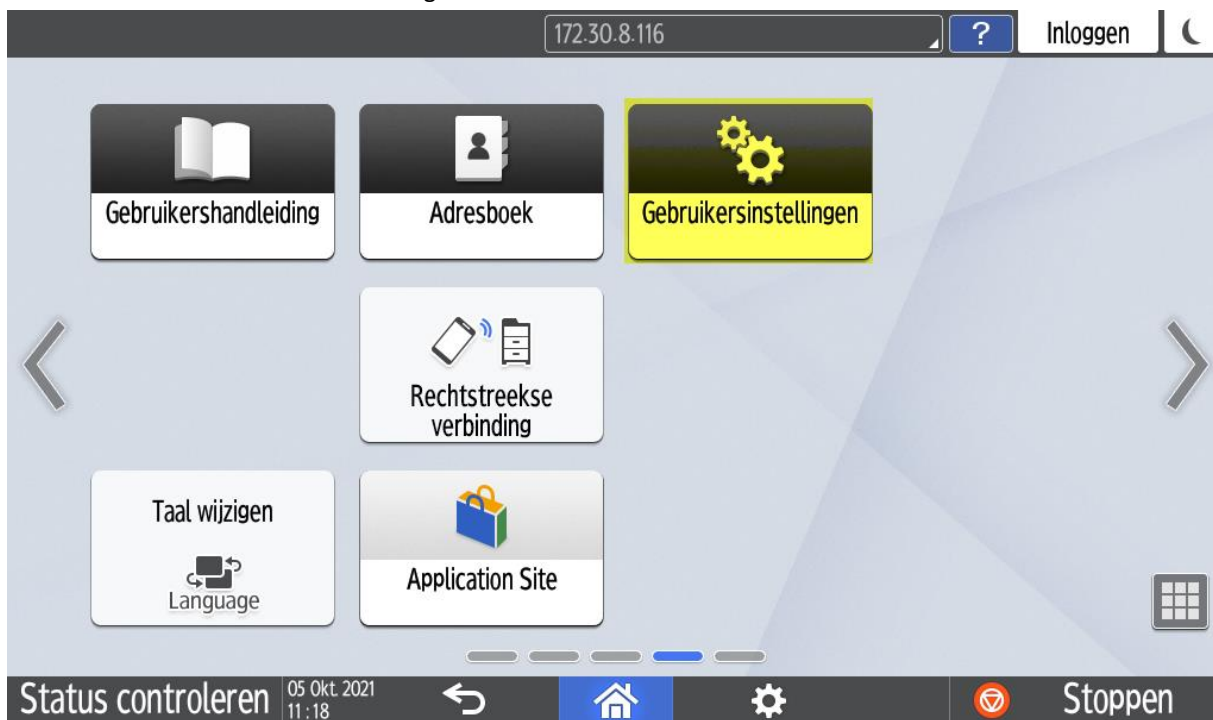 172.30.8.116
?
Inloggen
Gebruikershandleiding
Adresboek
Gebruikersinstellingen
Rechtstreekse
verbinding
Taal wijzigen
Language
Application Site
Status controleren
05 Okt. 2021
11:18
Stoppen